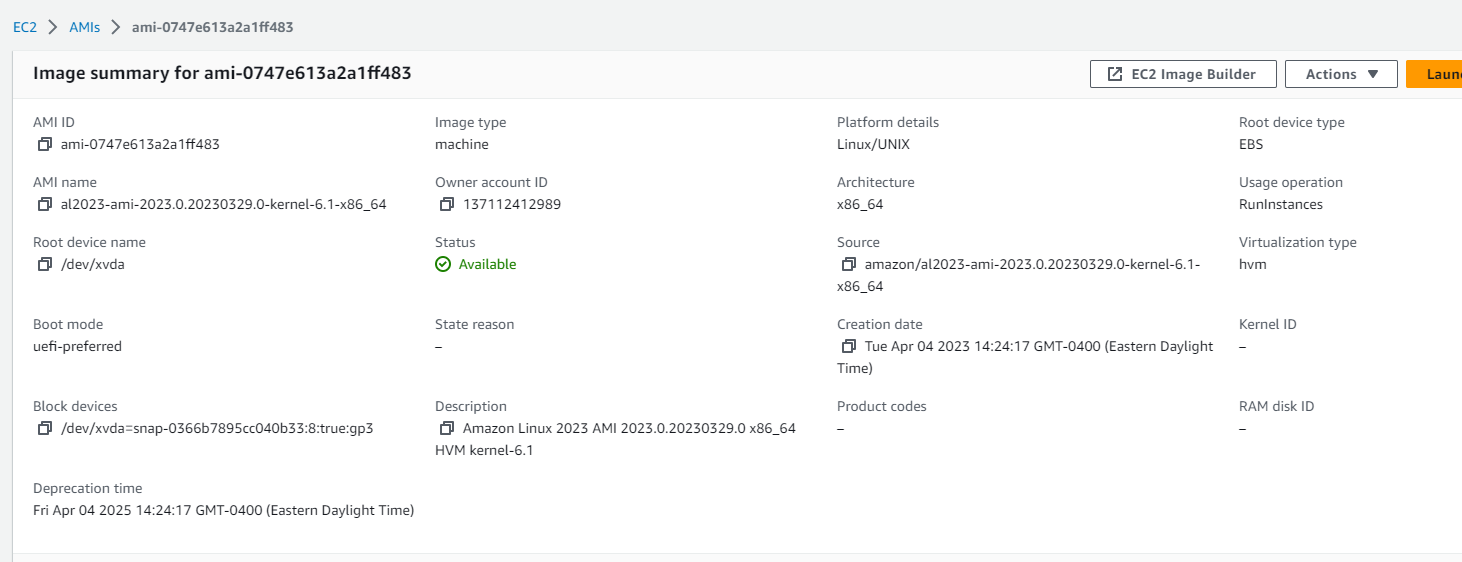 EC2 > AMIs > ami-0747e613a2a1ff483
Image summary for ami-0747e613a2a1ff483
EC2 Image Builder
Actions
AMI ID
ami-0747e613a2a1ff483
Image type
machine
Platform details
Linux/UNIX
Root device type
EBS
AMI name
al2023-ami-2023.0.20230329.0-kernel-6.1-x86_64
Owner account ID
137112412989
Architecture
x86_64
Usage operation
RunInstances
Root device name
/dev/xvda
Status
Available
Source
amazon/al2023-ami-2023.0.20230329.0-kernel-6.1-
x86_64
Virtualization type
hvm
Boot mode
uefi-preferred
State reason
–
Creation date
Tue Apr 04 2023 14:24:17 GMT-0400 (Eastern Daylight
Time)
Kernel ID
–
Block devices
/dev/xvda=snap-0366b7895cc040b33:8:true:gp3
Description
Amazon Linux 2023 AMI 2023.0.20230329.0 x86_64
HVM kernel-6.1
Product codes
–
RAM disk ID
–
Deprecation time
Fri Apr 04 2025 14:24:17 GMT-0400 (Eastern Daylight Time)